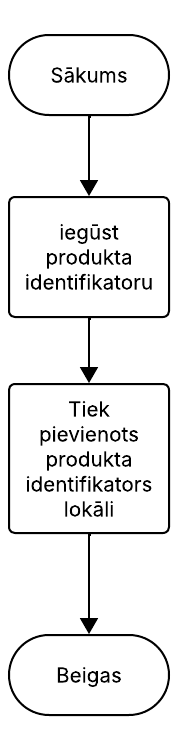 Sākums
iegūst
produkta
identifikatoru
Tiek
pievienots
produkta
identifikators
lokāli
Beigas